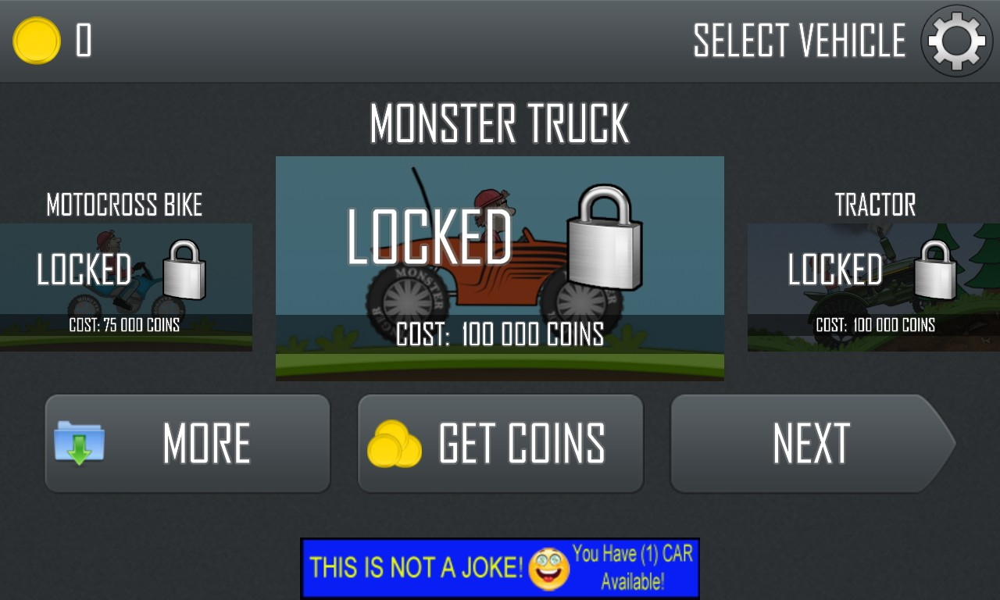 0
SELECT VEHICLE
MONSTER TRUCK
MOTOCROSS BIKE
TRACTOR
LOCKED
LOCKED
LOCKED
MONSTER
COST: 75 000 COINS
COST: 100 000 COINS
COST: 100 000 COINS
MORE
GET COINS
NEXT
THIS IS NOT A JOKE!
You Have (1) CAR
Available!